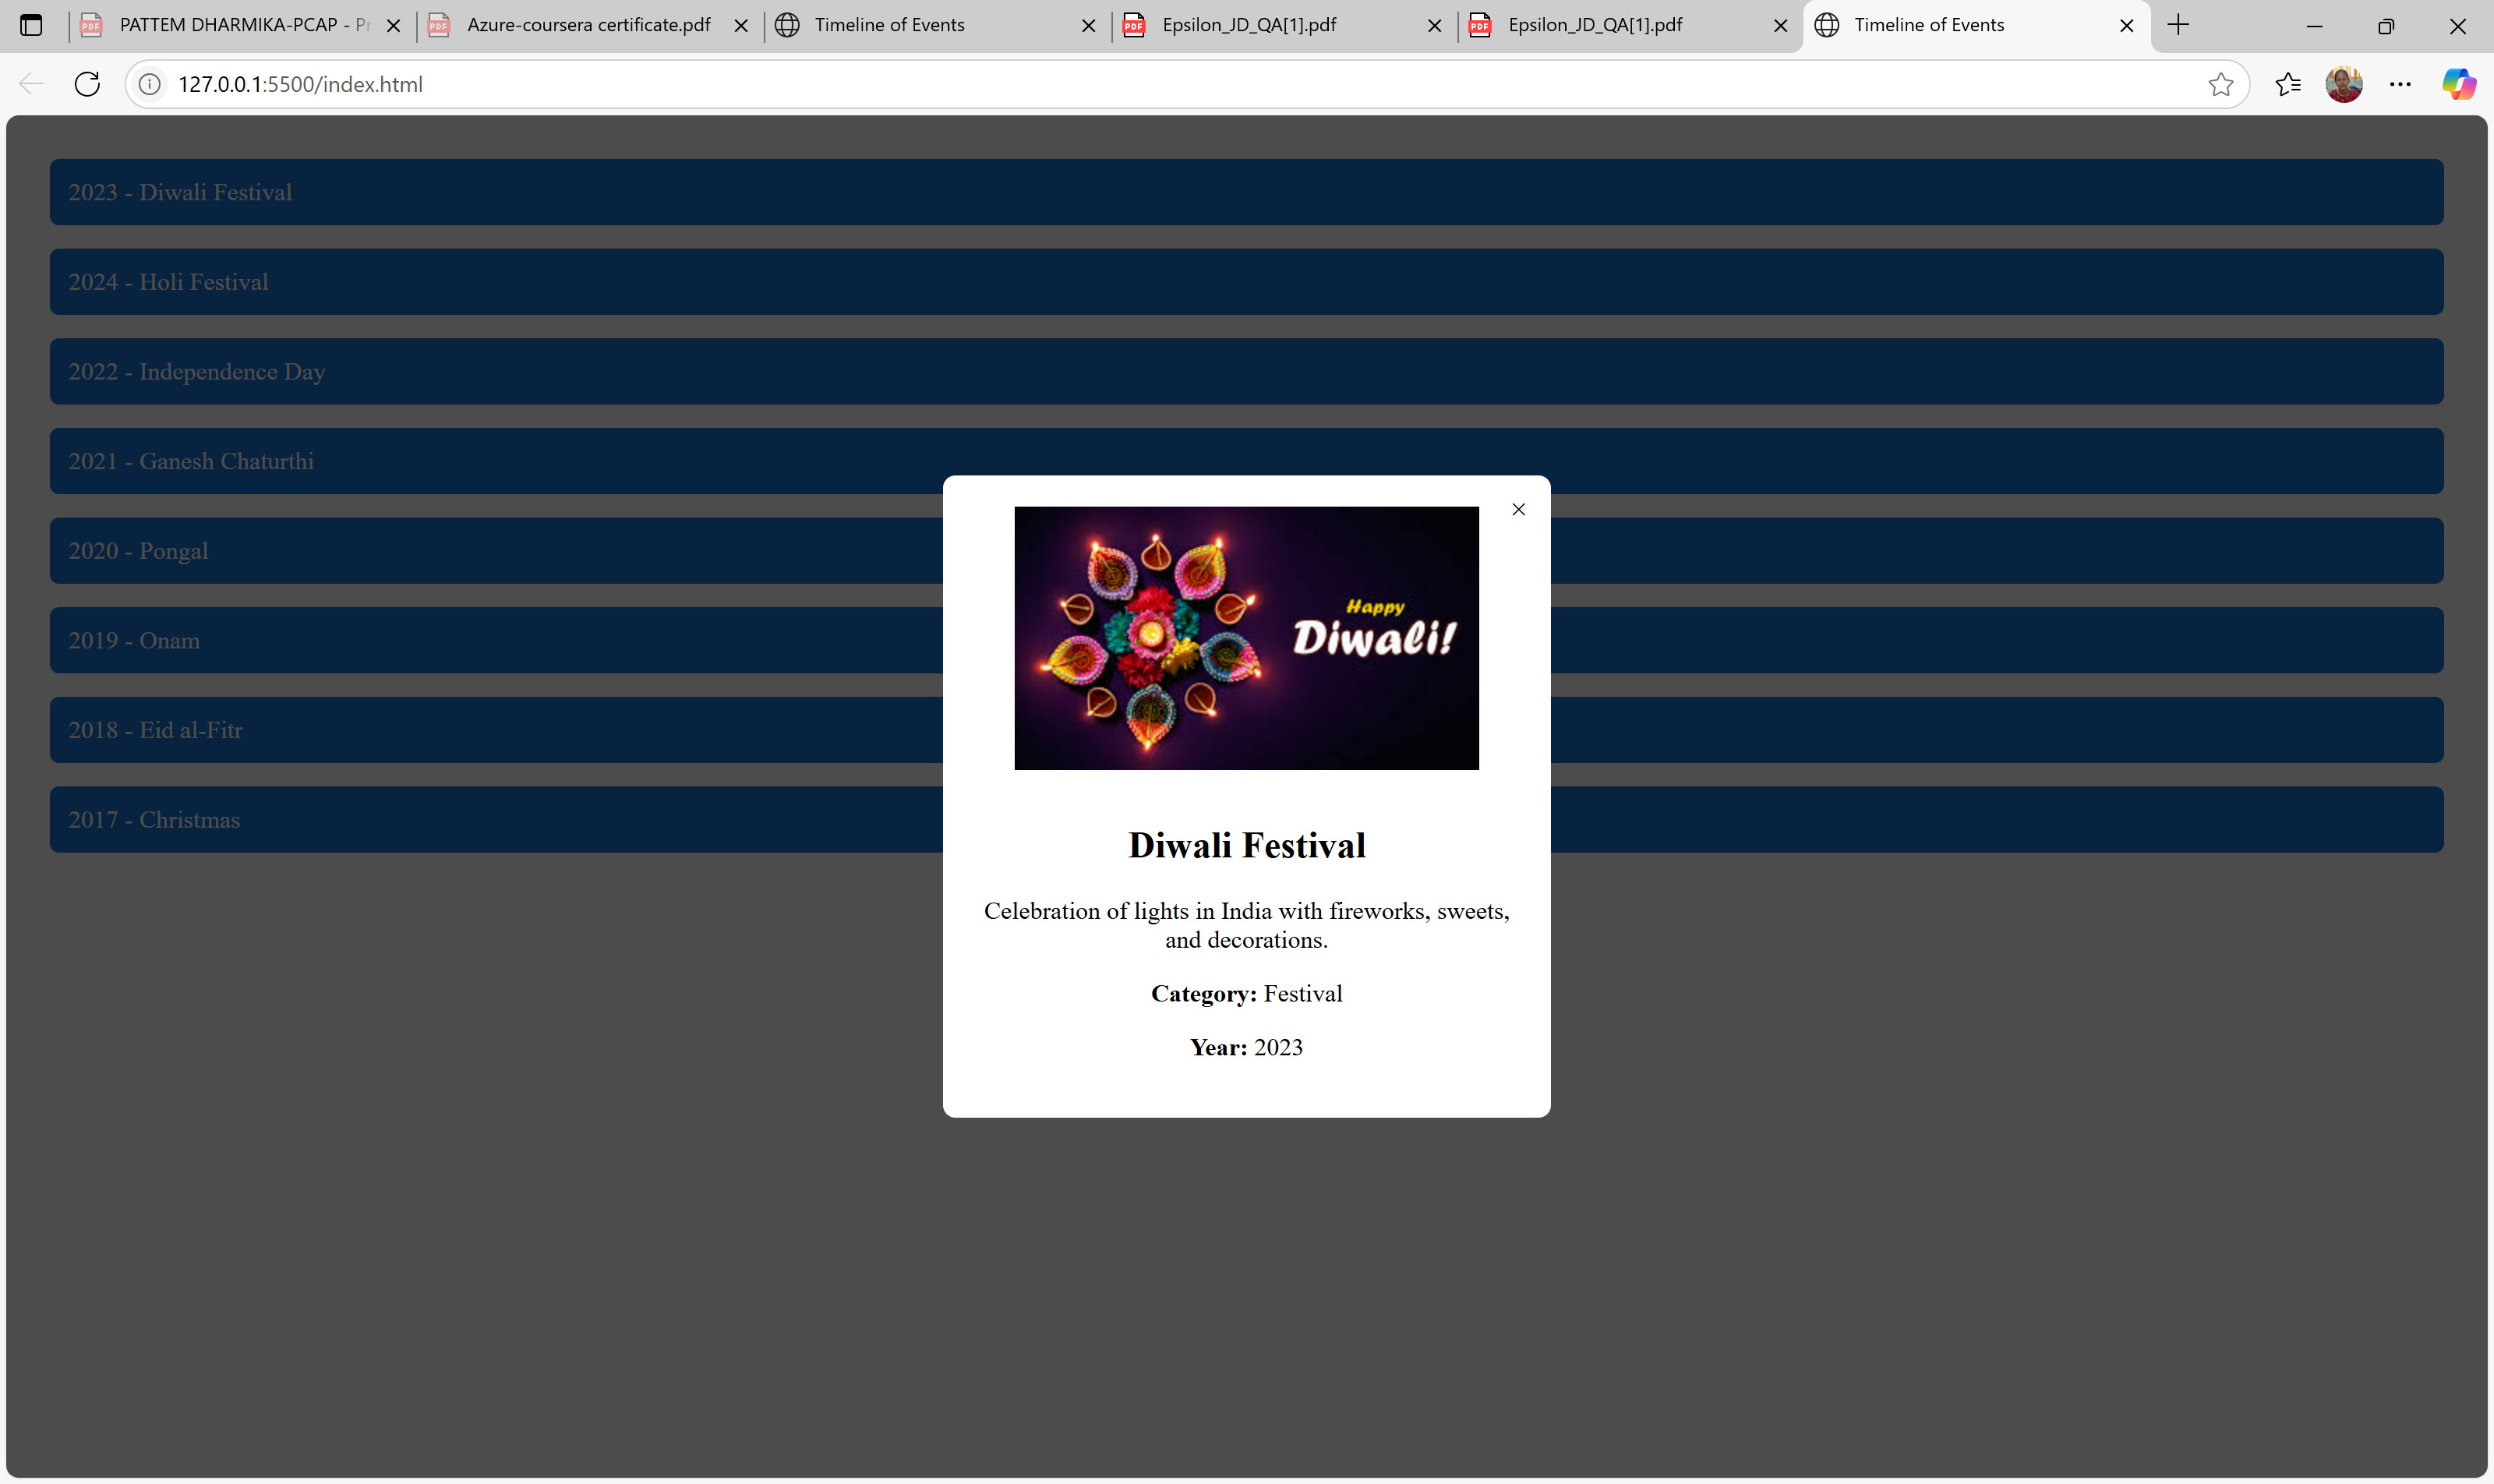 PATTEM DHARMIKA-PCAP - Pr
Azure-coursera certificate.pdf
Timeline of Events
Epsilon_JD_QA[1].pdf
Epsilon_JD_QA[1].pdf
Timeline of Events
127.0.0.1:5500/index.html
2023 - Diwali Festival
2024 - Holi Festival
2022 - Independence Day
2021 - Ganesh Chaturthi
2020 - Pongal
2019 - Onam
2018 - Eid al-Fitr
2017 - Christmas
Happy
Diwali!
Diwali Festival
Celebration of lights in India with fireworks, sweets,
and decorations.
Category: Festival
Year: 2023